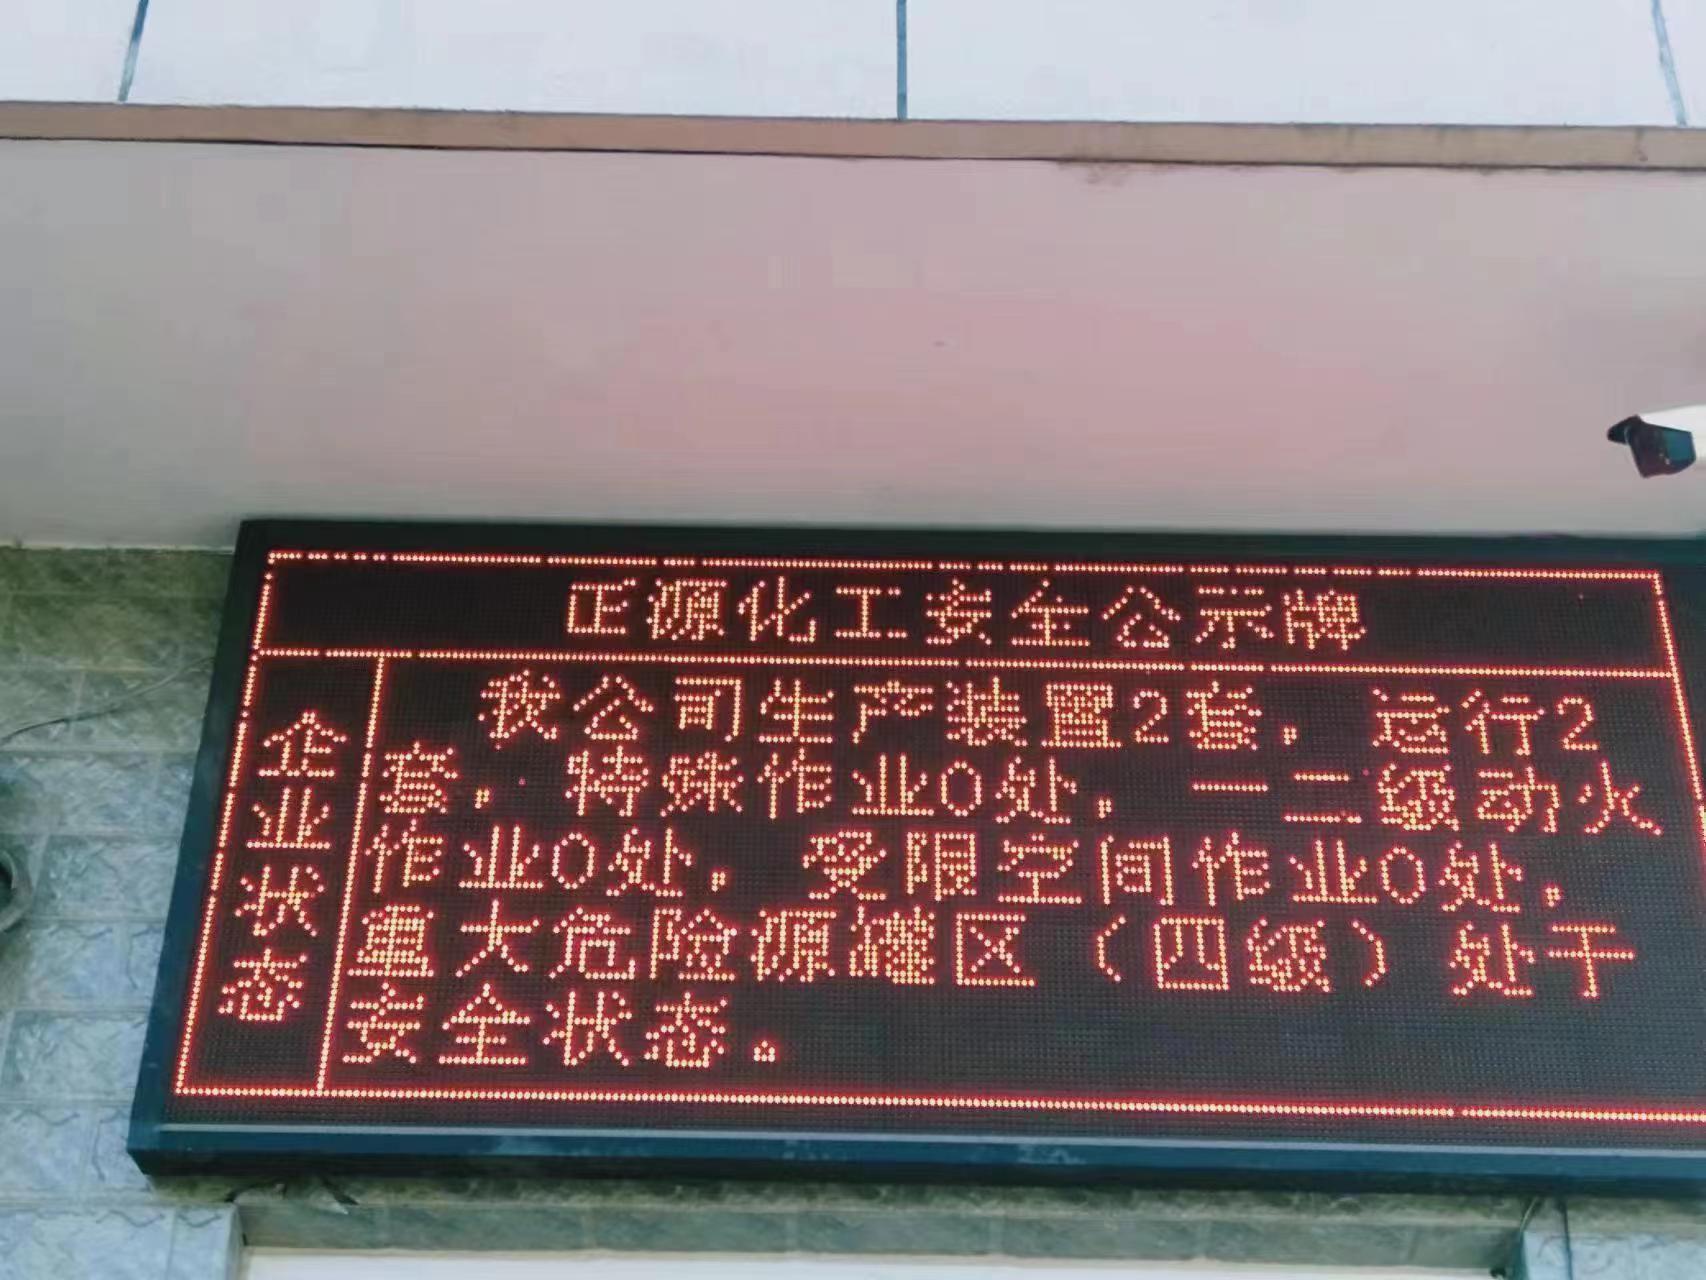 正源化工安全公示牌
企业状态
我公司生产装置2套，运行2
套，特殊作业0处，一二级动火
作业0处，受限空间作业0处，
重大危险源罐区（四级）处于
安全状态。